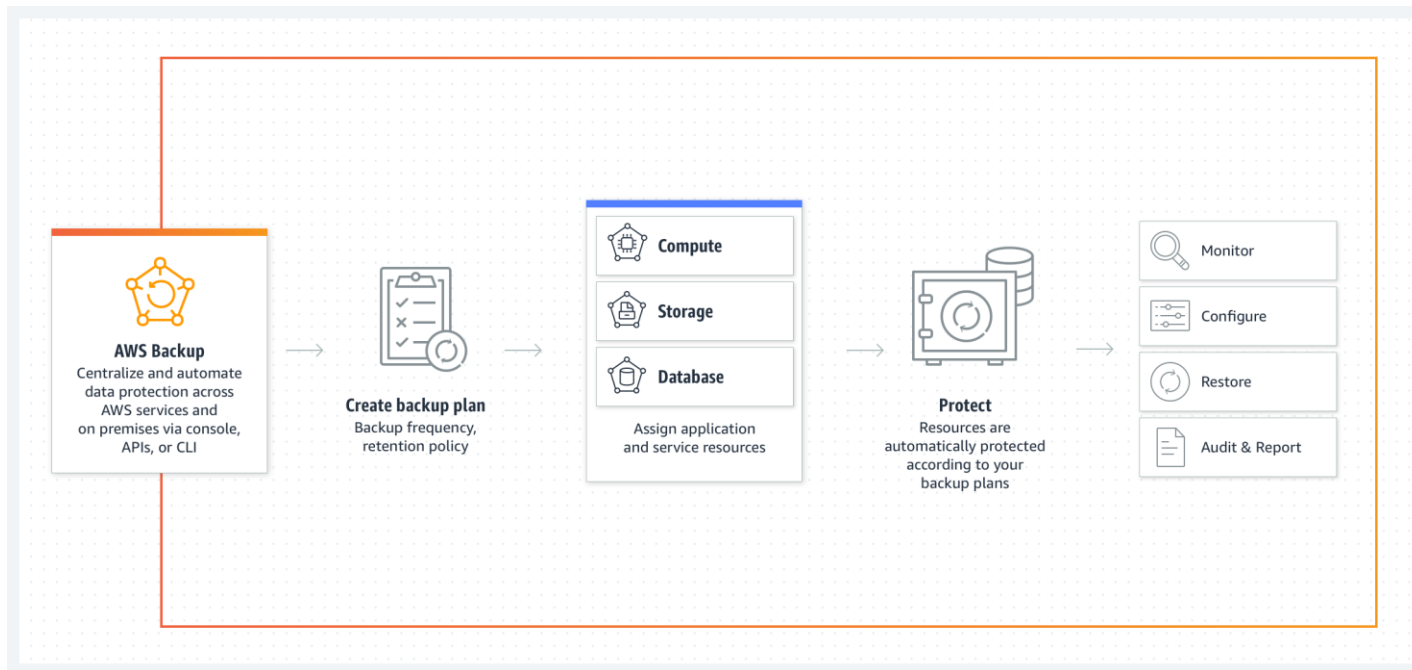 AWS Backup
Centralize and automate
data protection across
AWS services and
on premises via console,
APIs, or CLI
Create backup plan
Backup frequency,
retention policy
Compute
Storage
Database
Assign application
and service resources
Protect
Resources are
automatically protected
according to your
backup plans
Monitor
Configure
Restore
Audit & Report